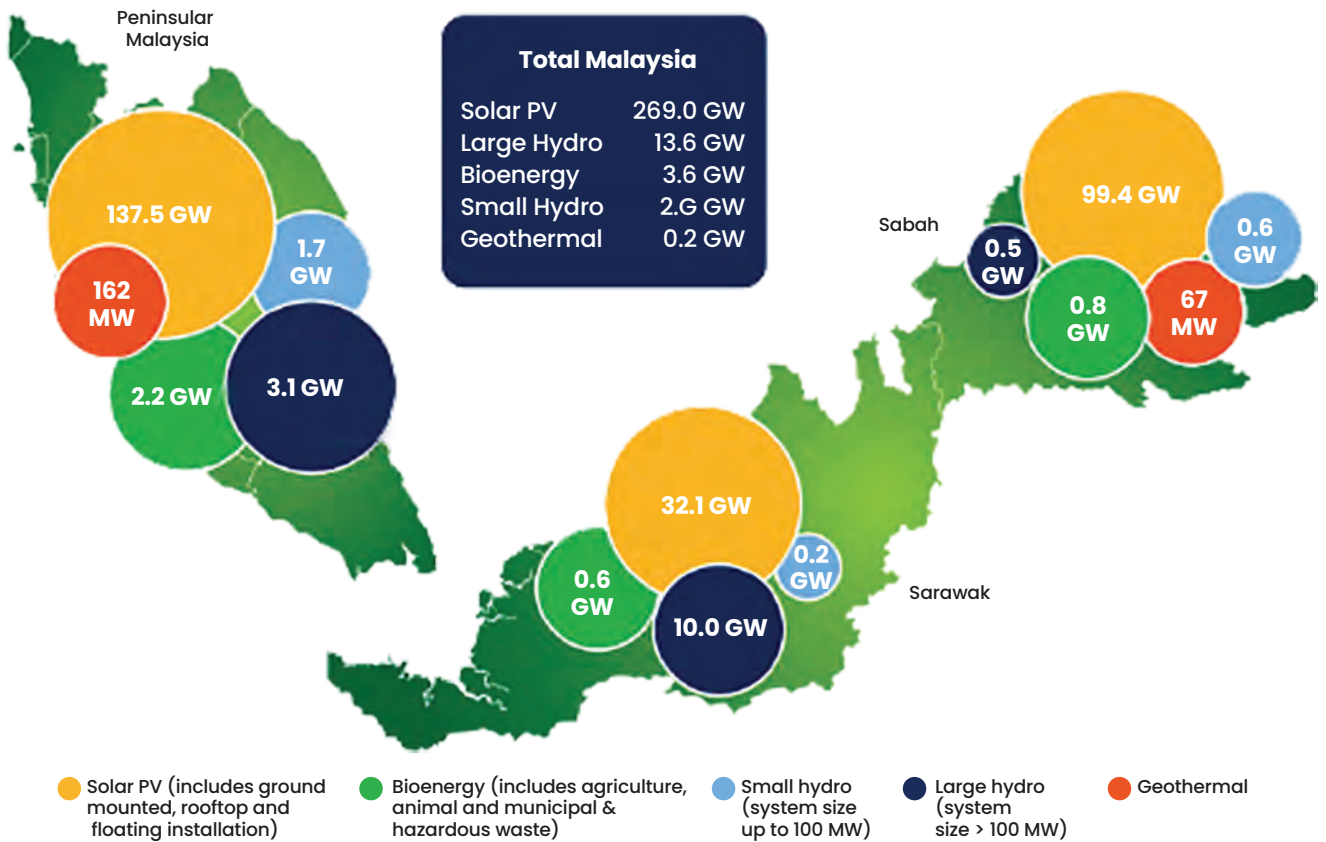 Peninsular
Malaysia
Total Malaysia
Solar PV 269.0 GW
Large Hydro 13.6 GW
Bioenergy 3.6 GW
Small Hydro 2.G GW
Geothermal 0.2 GW
137.5 GW
1.7
GW
162
MW
2.2 GW
3.1 GW
Sabah
99.4 GW
0.6
GW
0.5
GW
0.8
GW
67
MW
32.1 GW
0.2
GW
0.6
GW
10.0 GW
Sarawak
Solar PV (includes ground
mounted, rooftop and
floating installation)
Bioenergy (includes agriculture,
animal and municipal &
hazardous waste)
Small hydro
(system size
up to 100 MW)
Large hydro
(system
size > 100 MW)
Geothermal